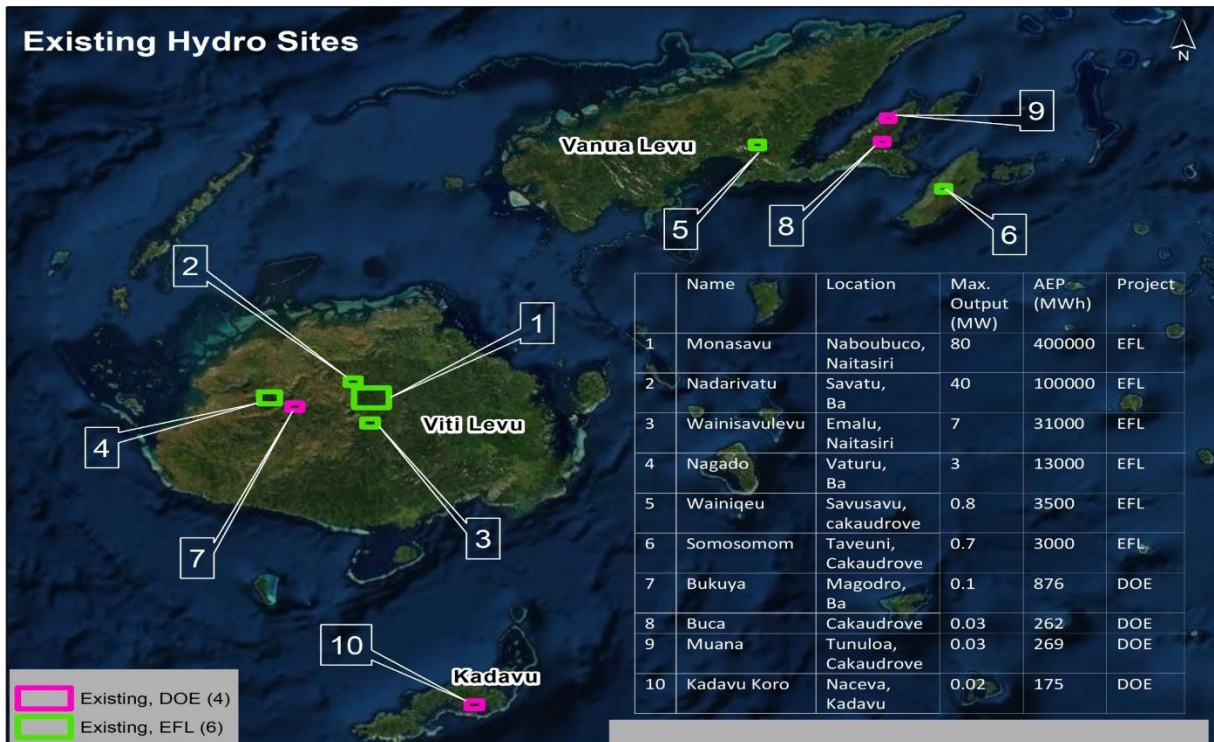 Existing Hydro Sites
N
9
Vanua Levu
5
8
6
2
1
4
Viti Levu
7
3
10
Kadavu
Name Location Max. Output (MW) AEP (MWh) Project
1 Monasavu Naboubuco, Naitasiri 80 400000 EFL
2 Nadarivatu Savatu, Ba 40 100000 EFL
3 Wainisavulevu Emalu, Naitasiri 7 31000 EFL
4 Nagado Vaturu, Ba 3 13000 EFL
5 Wainiqeu Savusavu, cakaudrove 0.8 3500 EFL
6 Somosomom Taveuni, Cakaudrove 0.7 3000 EFL
7 Bukuya Magodro, Ba 0.1 876 DOE
8 Buca Cakaudrove 0.03 262 DOE
9 Muana Tunuloa, Cakaudrove 0.03 269 DOE
10 Kadavu Koro Naceva, Kadavu 0.02 175 DOE
Existing, DOE (4)
Existing, EFL (6)